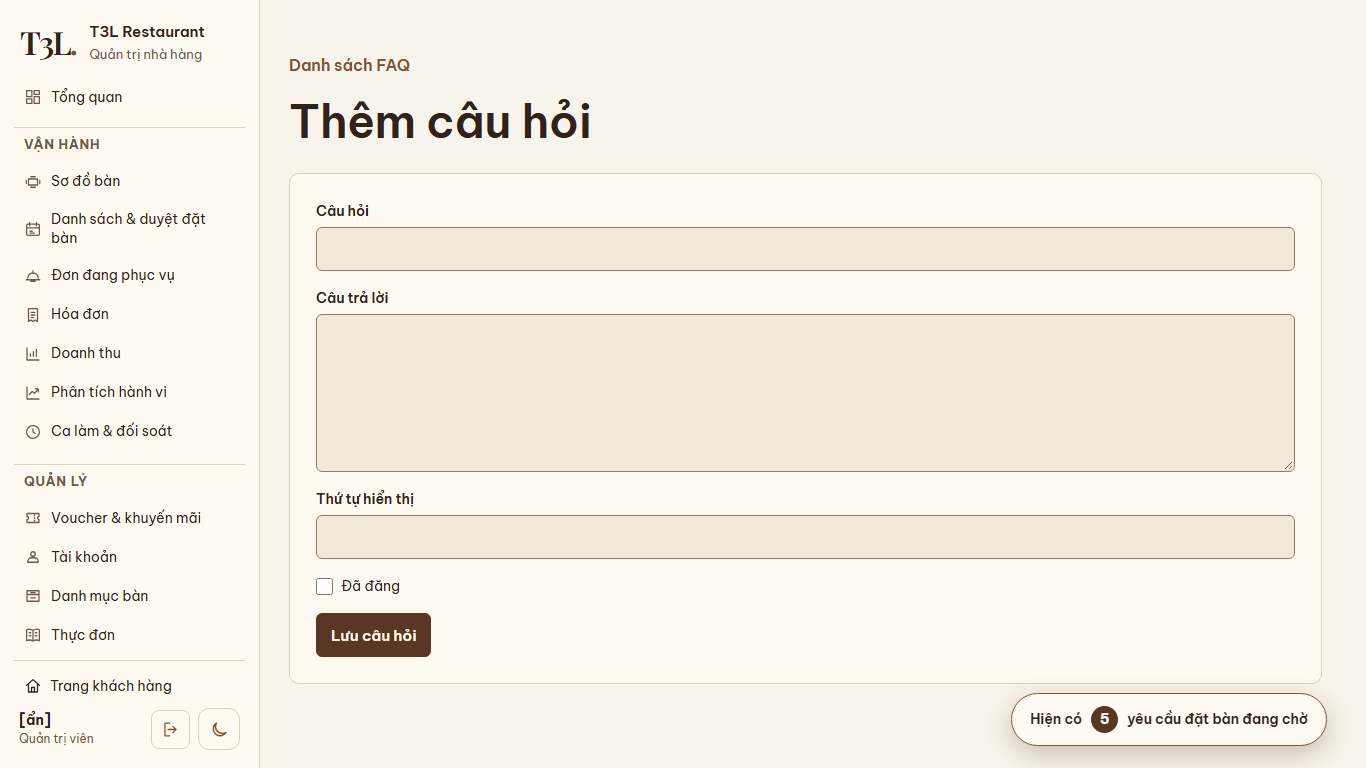 T3L.
T3L Restaurant
Quản trị nhà hàng
Tổng quan
VẬN HÀNH
Sơ đồ bàn
Danh sách & duyệt đặt
bàn
Đơn đang phục vụ
Hóa đơn
Doanh thu
Phân tích hành vi
Ca làm & đối soát
QUẢN LÝ
Voucher & khuyến mãi
Tài khoản
Danh mục bàn
Thực đơn
Trang khách hàng
[ẩn]
Quản trị viên
Danh sách FAQ
Thêm câu hỏi
Câu hỏi
Câu trả lời
Thứ tự hiển thị
Đã đăng
Lưu câu hỏi
Hiện có 5 yêu cầu đặt bàn đang chờ